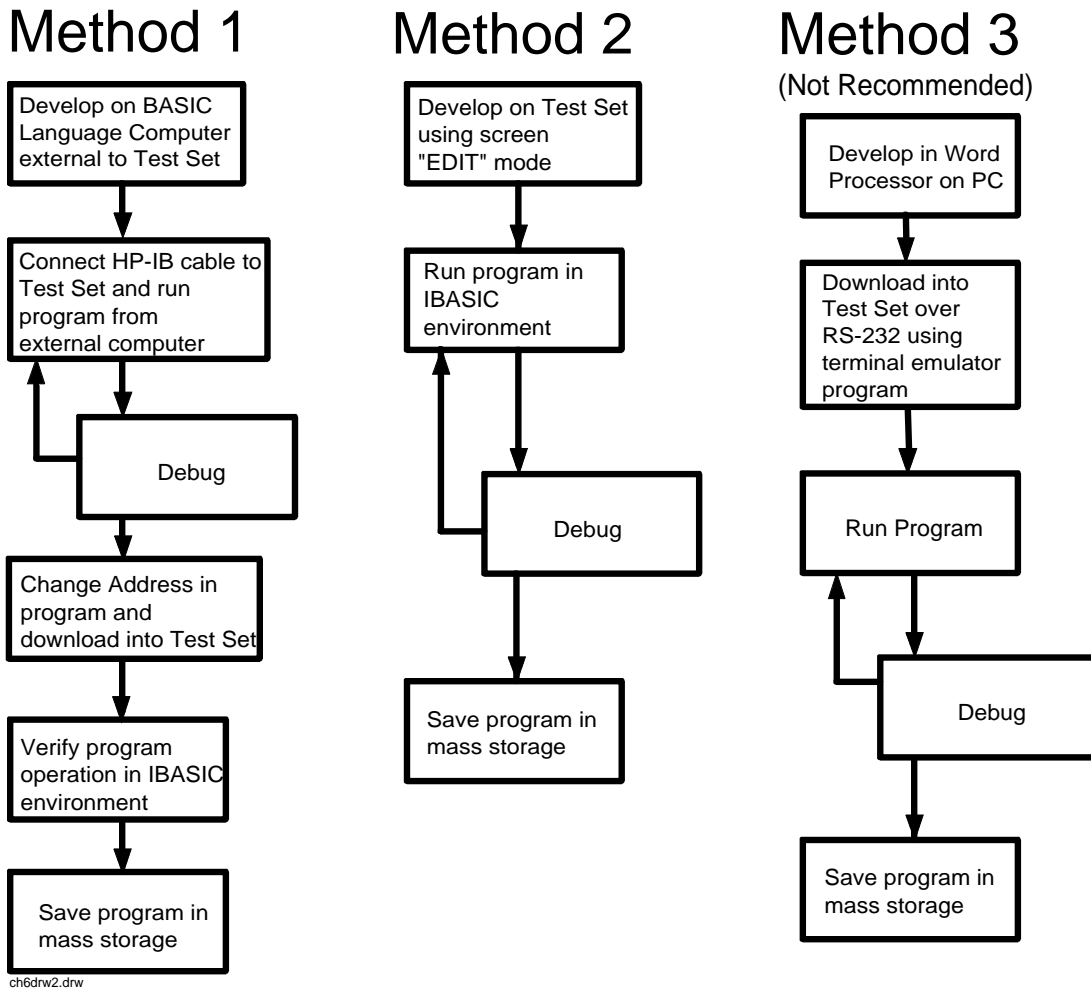 Method 1
Develop on BASIC
Language Computer
external to Test Set
Connect HP-IB cable to
Test Set and run
program from
external computer
Debug
Change Address in
program and
download into Test Set
Verify program
operation in IBASIC
environment
Save program in
mass storage
ch6drw2.drw
Method 2
Develop on Test Set
using screen
"EDIT" mode
Run program in
IBASIC
environment
Debug
Save program in
mass storage
Method 3
(Not Recommended)
Develop in Word
Processor on PC
Download into
Test Set over
RS-232 using
terminal emulator
program
Run Program
Debug
Save program in
mass storage